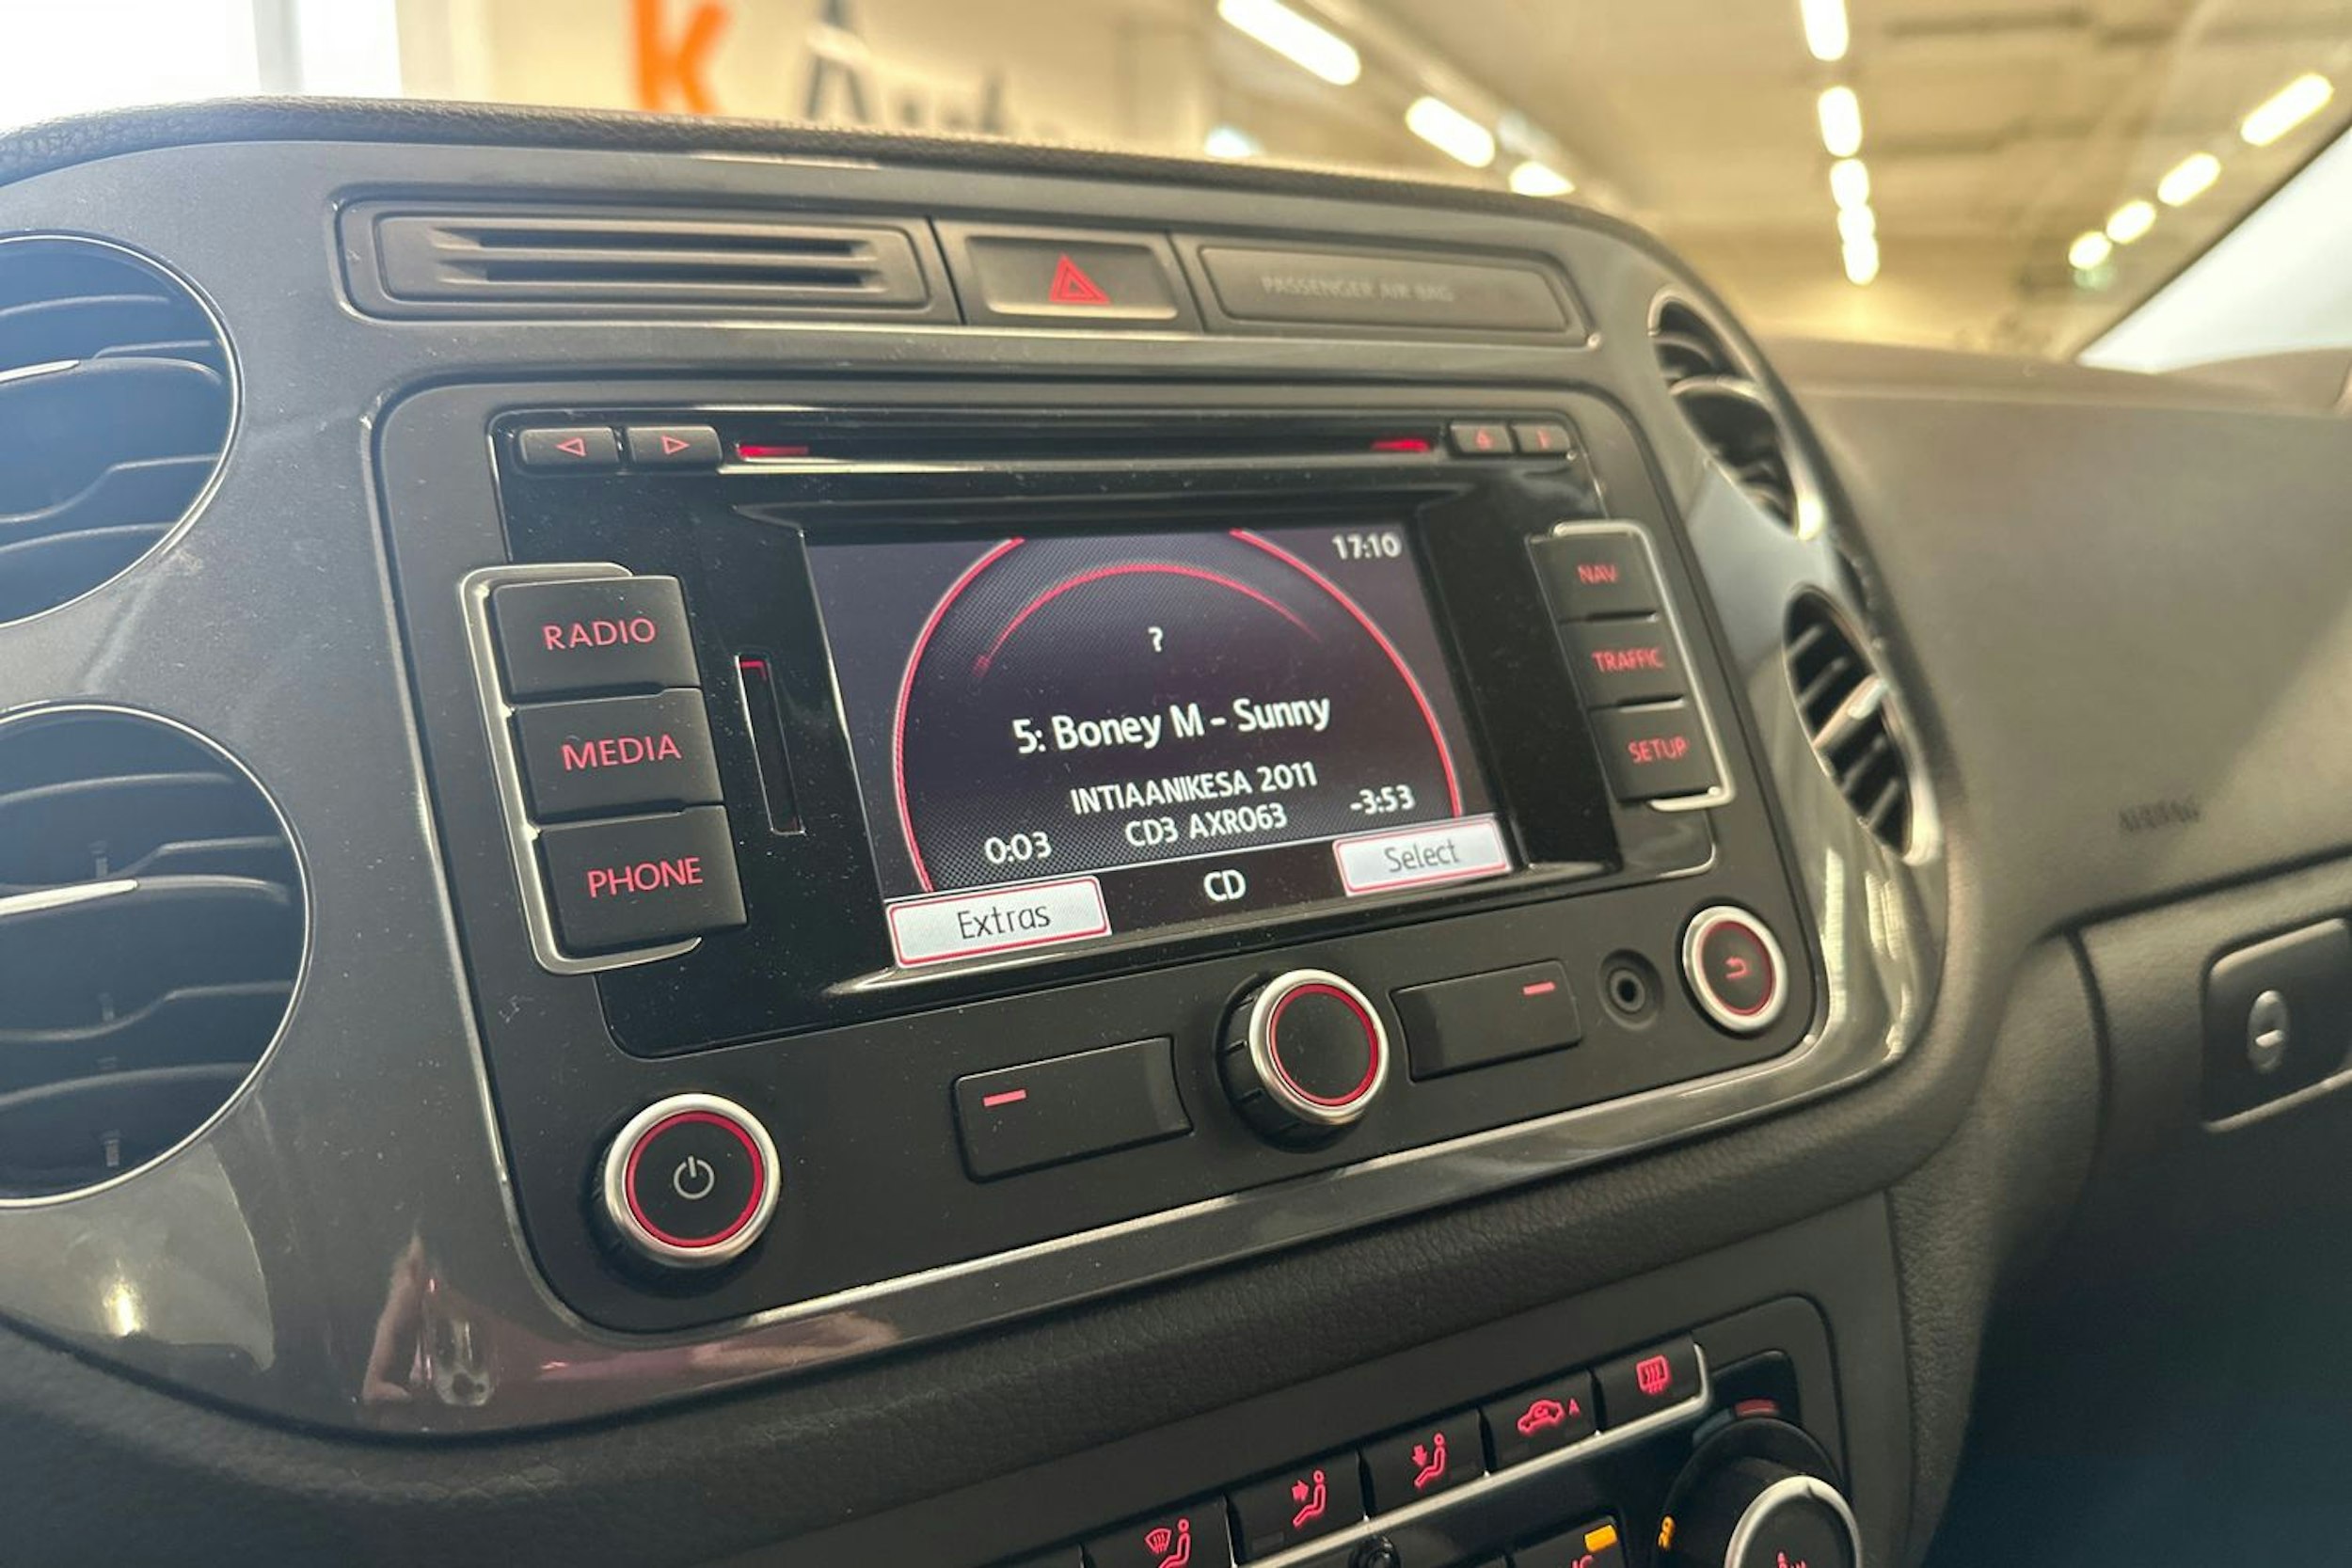 K A
PASSENGER AIR BAG
17:10
RADIO
NAV
?
TRAFFIC
5: Boney M - Sunny
MEDIA
SETUP
INTIAANIKESA 2011
0:03 CD3 AXR063 -3:53
PHONE
Extras CD Select
AIRBAG
A